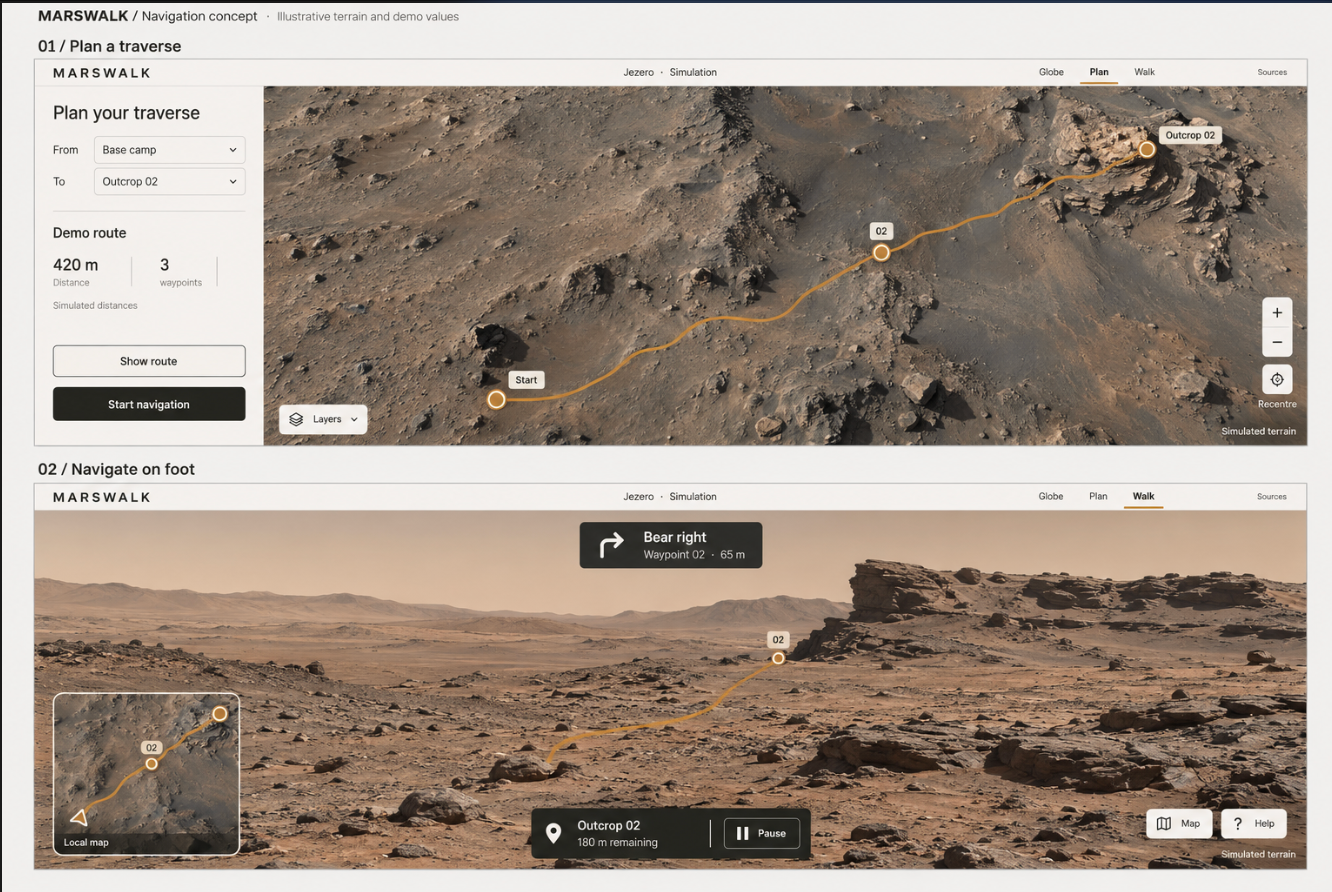 MARSWALK / Navigation concept · Illustrative terrain and demo values
01 / Plan a traverse
MARSWALK
Jezero · Simulation
Globe
Plan
Walk
Sources
Plan your traverse
From
Base camp
To
Outcrop 02
Demo route
420 m
Distance
3
waypoints
Simulated distances
Show route
Start navigation
Outcrop 02
02
Start
Layers
+
−
Recentre
Simulated terrain
02 / Navigate on foot
MARSWALK
Jezero · Simulation
Globe
Plan
Walk
Sources
Bear right
Waypoint 02 · 65 m
02
02
Local map
Outcrop 02
180 m remaining
Pause
Map
? Help
Simulated terrain